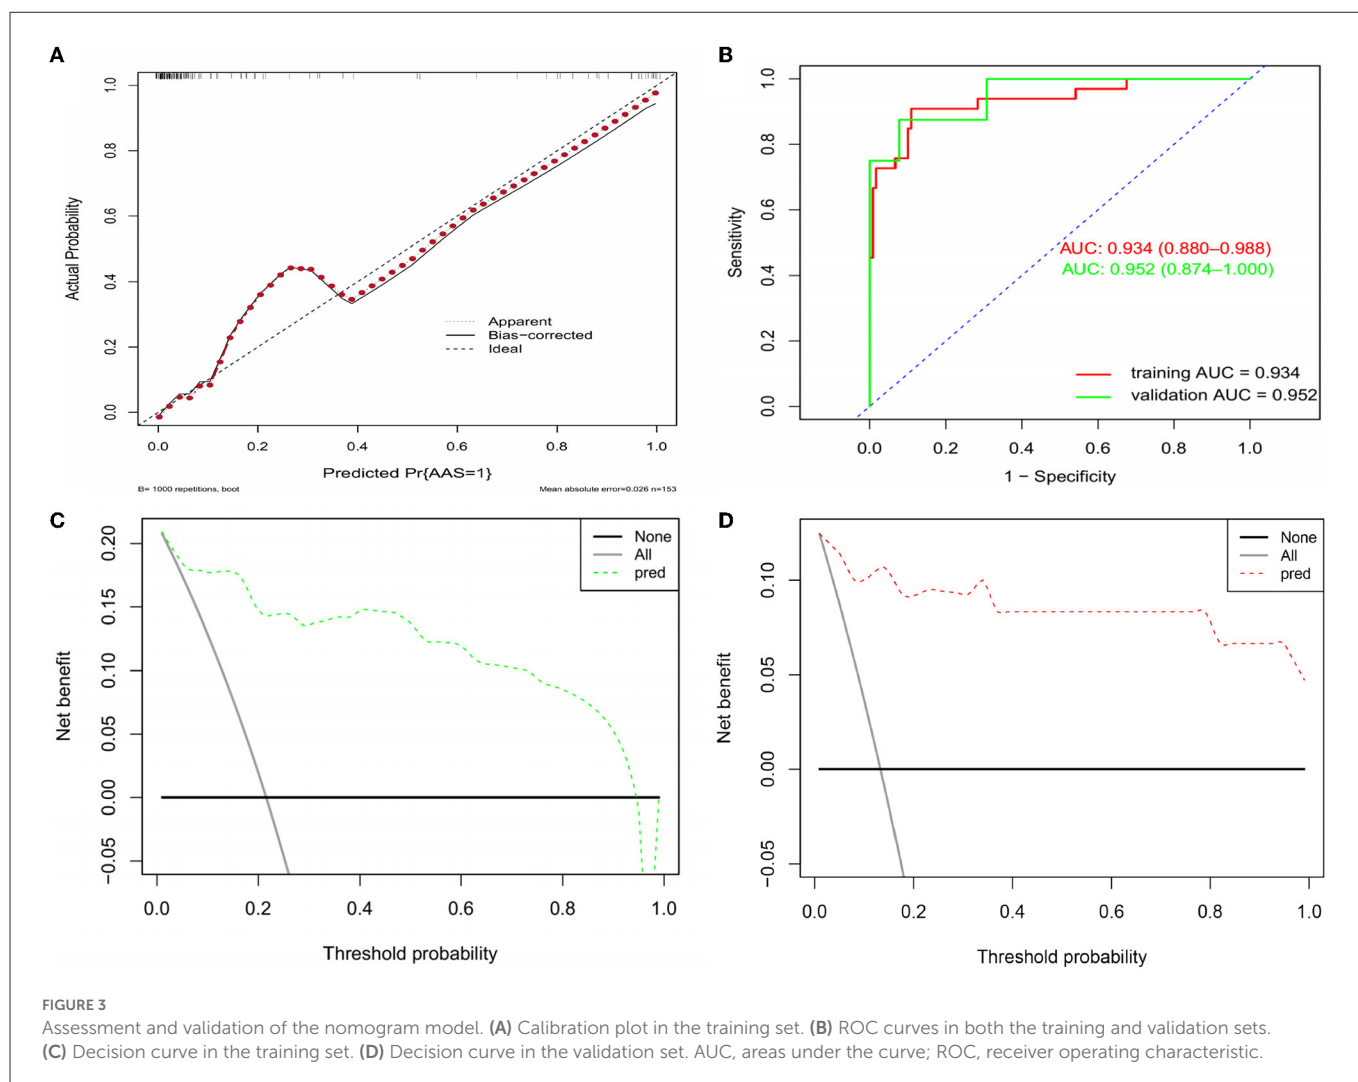 A
1.0
0.8
0.6
0.4
0.2
0.0
Actual Probability
Apparent
Bias-corrected
Ideal
0.0 0.2 0.4 0.6 0.8 1.0
Predicted Pr{AAS=1}
B= 1000 repetitions, boot
Mean absolute error=0.026 n=153
B
1.0
0.8
0.6
0.4
0.2
0.0
Sensitivity
AUC: 0.934 (0.880–0.988)
AUC: 0.952 (0.874–1.000)
training AUC = 0.934
validation AUC = 0.952
0.0 0.2 0.4 0.6 0.8 1.0
1 − Specificity
C
0.20
0.15
0.10
0.05
0.00
−0.05
Net benefit
None
All
pred
0.0 0.2 0.4 0.6 0.8 1.0
Threshold probability
D
0.10
0.05
0.00
−0.05
Net benefit
None
All
pred
0.0 0.2 0.4 0.6 0.8 1.0
Threshold probability
FIGURE 3
Assessment and validation of the nomogram model. (A) Calibration plot in the training set. (B) ROC curves in both the training and validation sets.
(C) Decision curve in the training set. (D) Decision curve in the validation set. AUC, areas under the curve; ROC, receiver operating characteristic.